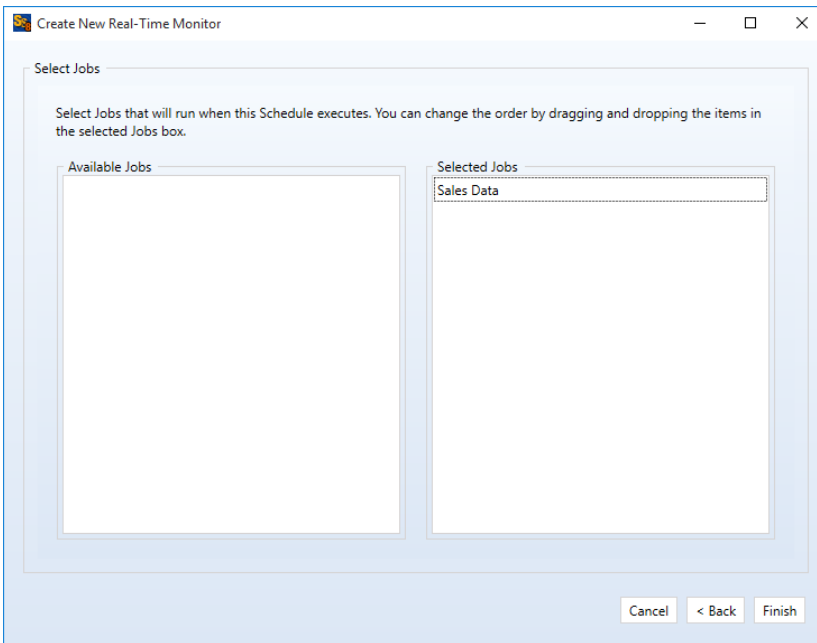 Create New Real-Time Monitor
Select Jobs
Select Jobs that will run when this Schedule executes. You can change the order by dragging and dropping the items in
the selected Jobs box.
Available Jobs
Selected Jobs
Sales Data
Cancel
< Back
Finish